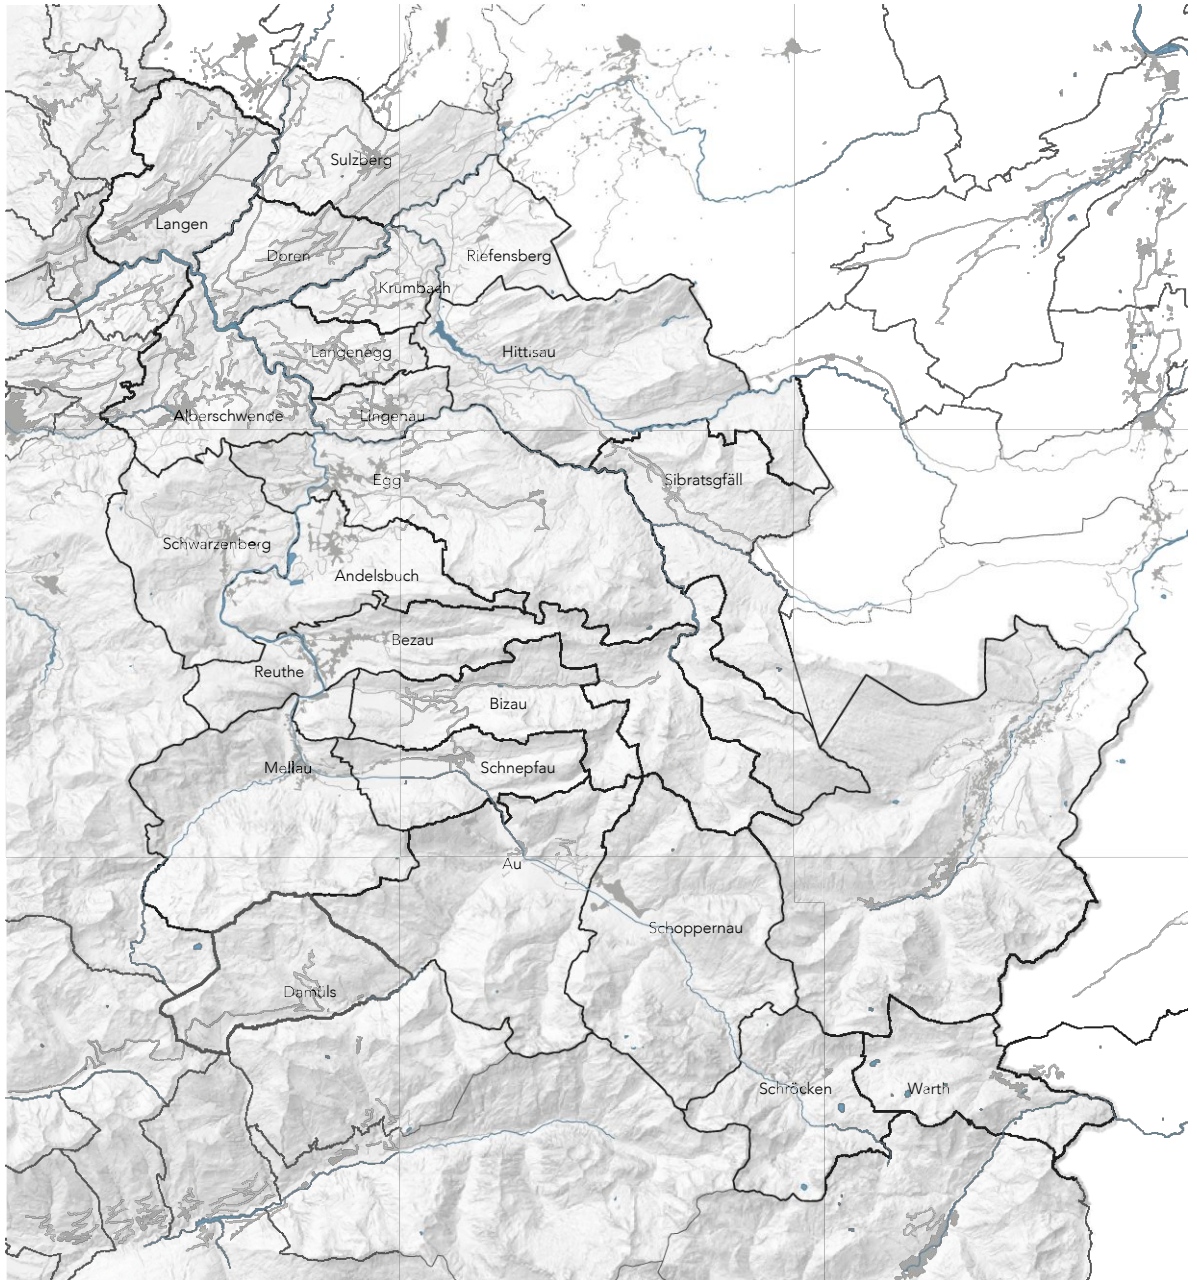 Sulzberg
Langen
Doren
Riefensberg
Krumbach
Langenegg
Hittisau
Alberschwende
Lingenau
Egg
Sibratsgfäll
Schwarzenberg
Andelsbuch
Bezau
Reuthe
Bizau
Mellau
Schnepfau
Au
Schoppernau
Damüls
Schröcken
Warth